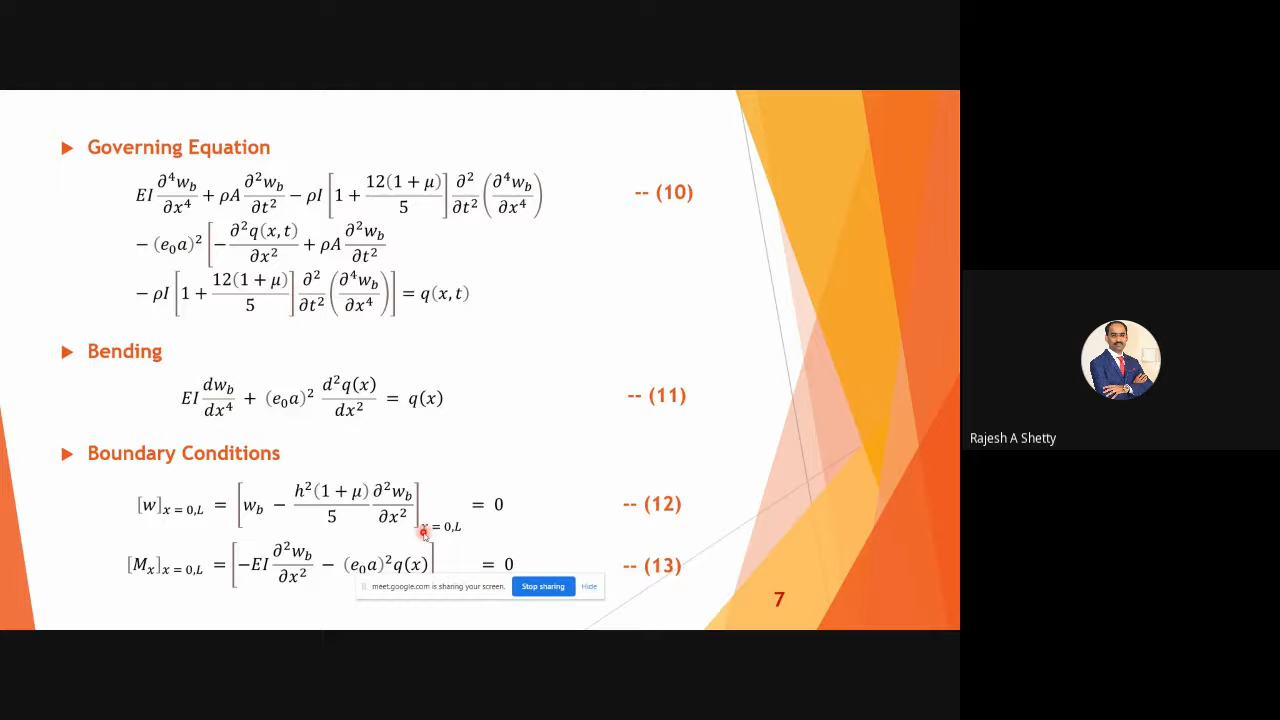 Governing Equation
EI ∂⁴w_b/∂x⁴ + ρA ∂²w_b/∂t² − ρI [1 + 12(1 + μ)/5] ∂²/∂t² (∂⁴w_b/∂x⁴) -- (10)
− (e₀a)² [− ∂²q(x, t)/∂x² + ρA ∂²w_b/∂t²
− ρI [1 + 12(1 + μ)/5] ∂²/∂t² (∂⁴w_b/∂x⁴)] = q(x, t)
Bending
EI dw_b/dx⁴ + (e₀a)² d²q(x)/dx² = q(x) -- (11)
Boundary Conditions
[w]_{x = 0,L} = [w_b − h²(1 + μ)/5 ∂²w_b/∂x²]_{x = 0,L} = 0 -- (12)
[M_x]_{x = 0,L} = [−EI ∂²w_b/∂x² − (e₀a)²q(x)] = 0 -- (13)
meet.google.com is sharing your screen. Stop sharing Hide
7
Rajesh A Shetty